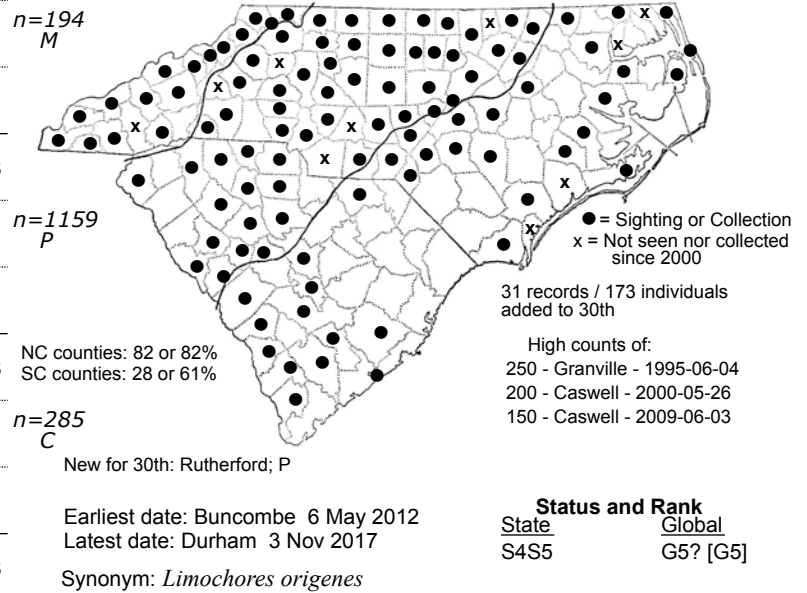 n=194
M
n=1159
P
● = Sighting or Collection
x = Not seen nor collected
since 2000
31 records / 173 individuals
added to 30th
NC counties: 82 or 82%
SC counties: 28 or 61%
High counts of:
250 - Granville - 1995-06-04
200 - Caswell - 2000-05-26
150 - Caswell - 2009-06-03
n=285
C
New for 30th: Rutherford; P
Earliest date: Buncombe 6 May 2012
Latest date: Durham 3 Nov 2017
Synonym: Limochores origenes
Status and Rank
State Global
S4S5 G5? [G5]